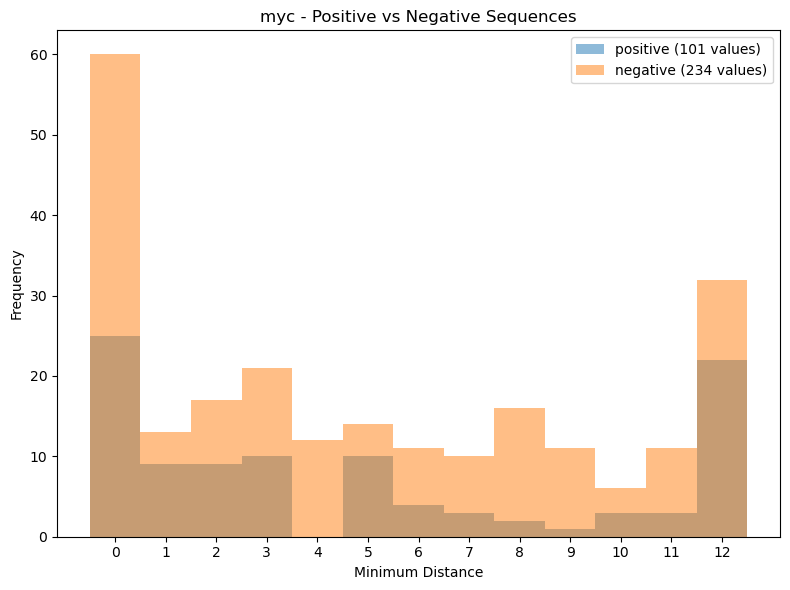 myc - Positive vs Negative Sequences
positive (101 values)
negative (234 values)
Frequency
60
50
40
30
20
10
0
0 1 2 3 4 5 6 7 8 9 10 11 12
Minimum Distance